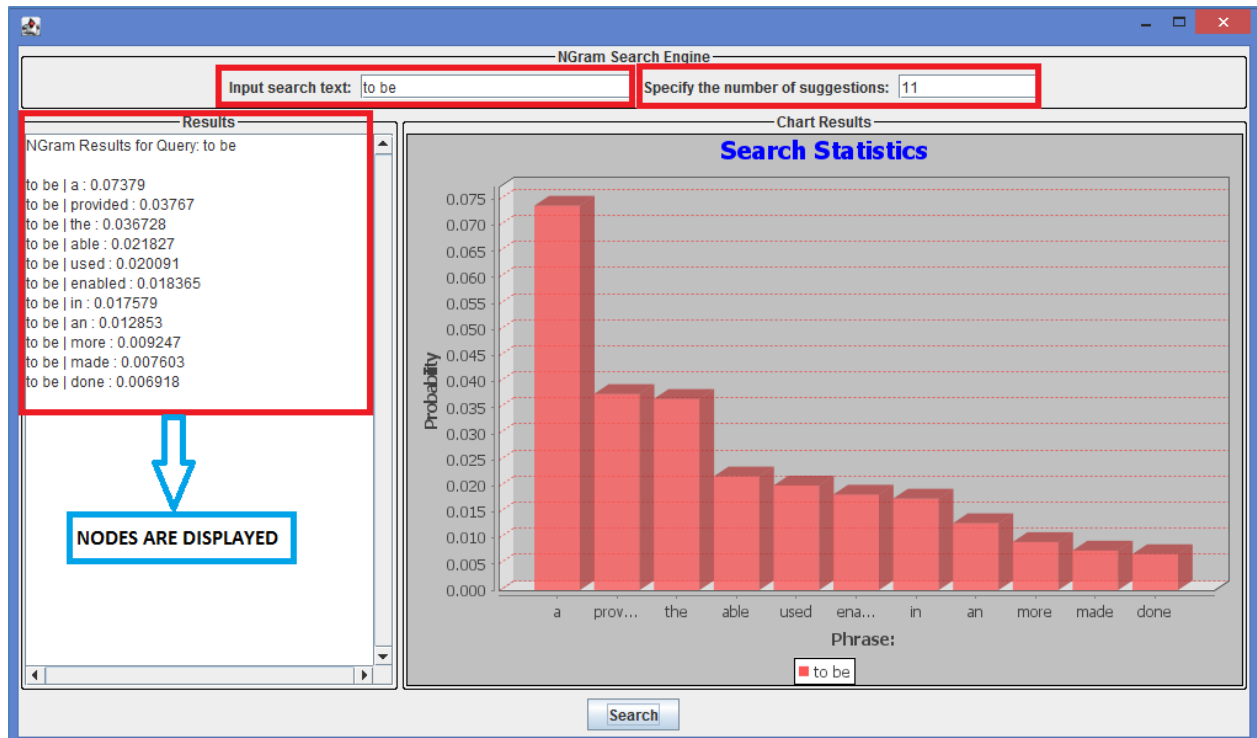 NGram Search Engine
Input search text: to be
Specify the number of suggestions: 11
Results
NGram Results for Query: to be
to be | a : 0.07379
to be | provided : 0.03767
to be | the : 0.036728
to be | able : 0.021827
to be | used : 0.020091
to be | enabled : 0.018365
to be | in : 0.017579
to be | an : 0.012853
to be | more : 0.009247
to be | made : 0.007603
to be | done : 0.006918
NODES ARE DISPLAYED
Chart Results
Search Statistics
Probability
0.075
0.070
0.065
0.060
0.055
0.050
0.045
0.040
0.035
0.030
0.025
0.020
0.015
0.010
0.005
0.000
a prov... the able used ena... in an more made done
Phrase:
to be
Search